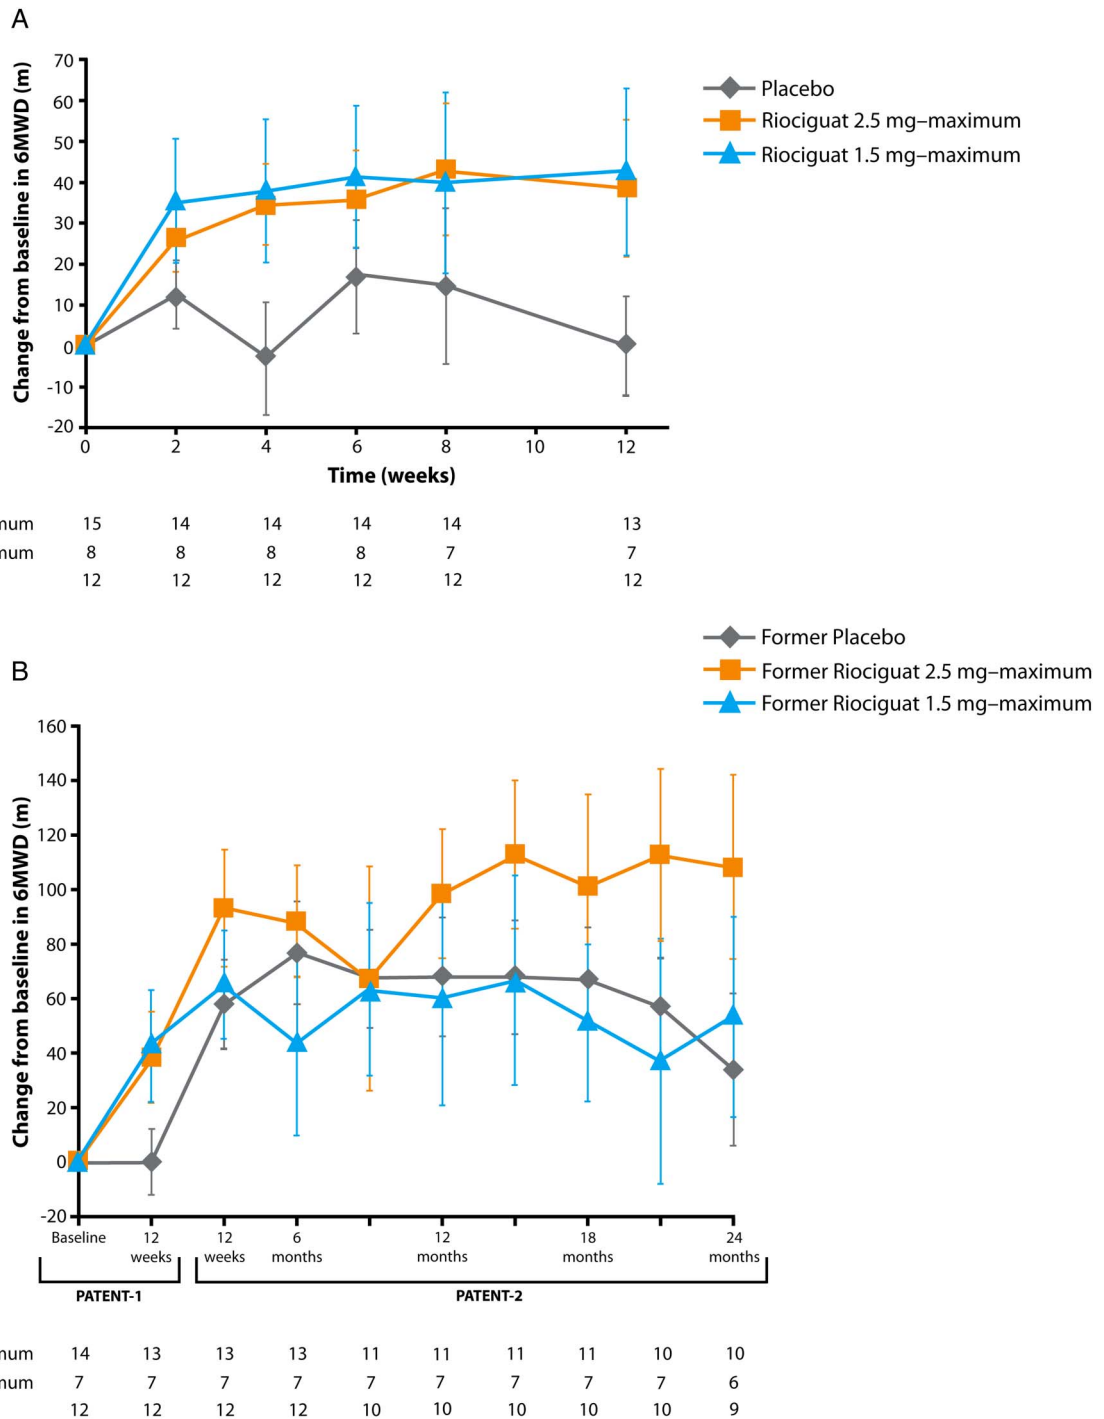 A
Change from baseline in 6MWD (m)
70
60
50
40
30
20
10
0
-10
-20
0 2 4 6 8 10 12
Time (weeks)
Placebo
Riociguat 2.5 mg–maximum
Riociguat 1.5 mg–maximum
mum 15 14 14 14 14 13
mum 8 8 8 8 7 7
12 12 12 12 12 12
B
Former Placebo
Former Riociguat 2.5 mg–maximum
Former Riociguat 1.5 mg–maximum
Change from baseline in 6MWD (m)
160
140
120
100
80
60
40
20
0
-20
Baseline 12 12 6 12 18 24
weeks weeks months months months months
PATENT-1 PATENT-2
mum 14 13 13 13 11 11 11 11 10 10
mum 7 7 7 7 7 7 7 7 7 6
12 12 12 12 10 10 10 10 10 9